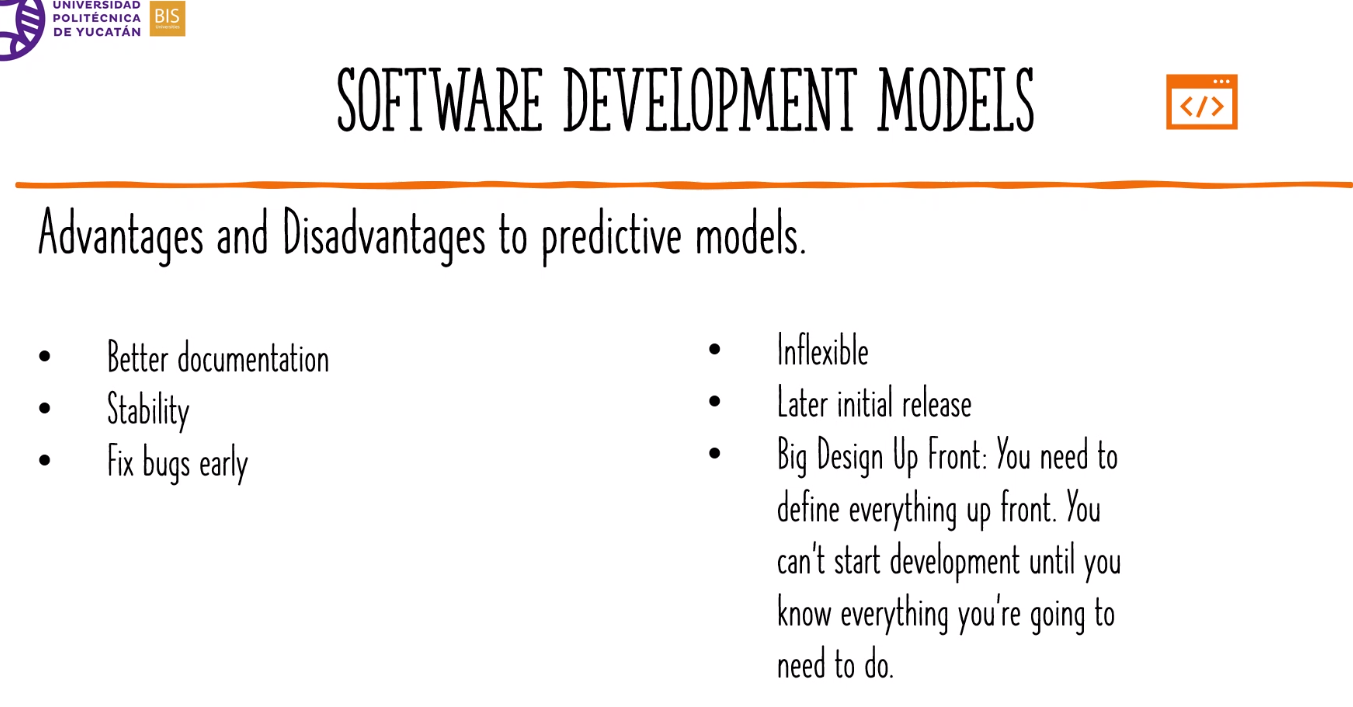 UNIVERSIDAD
POLITÉCNICA
DE YUCATÁN
BIS
SOFTWARE DEVELOPMENT MODELS
</>
Advantages and Disadvantages to predictive models.
• Better documentation
• Stability
• Fix bugs early
• Inflexible
• Later initial release
• Big Design Up Front: You need to
define everything up front. You
can't start development until you
know everything you're going to
need to do.